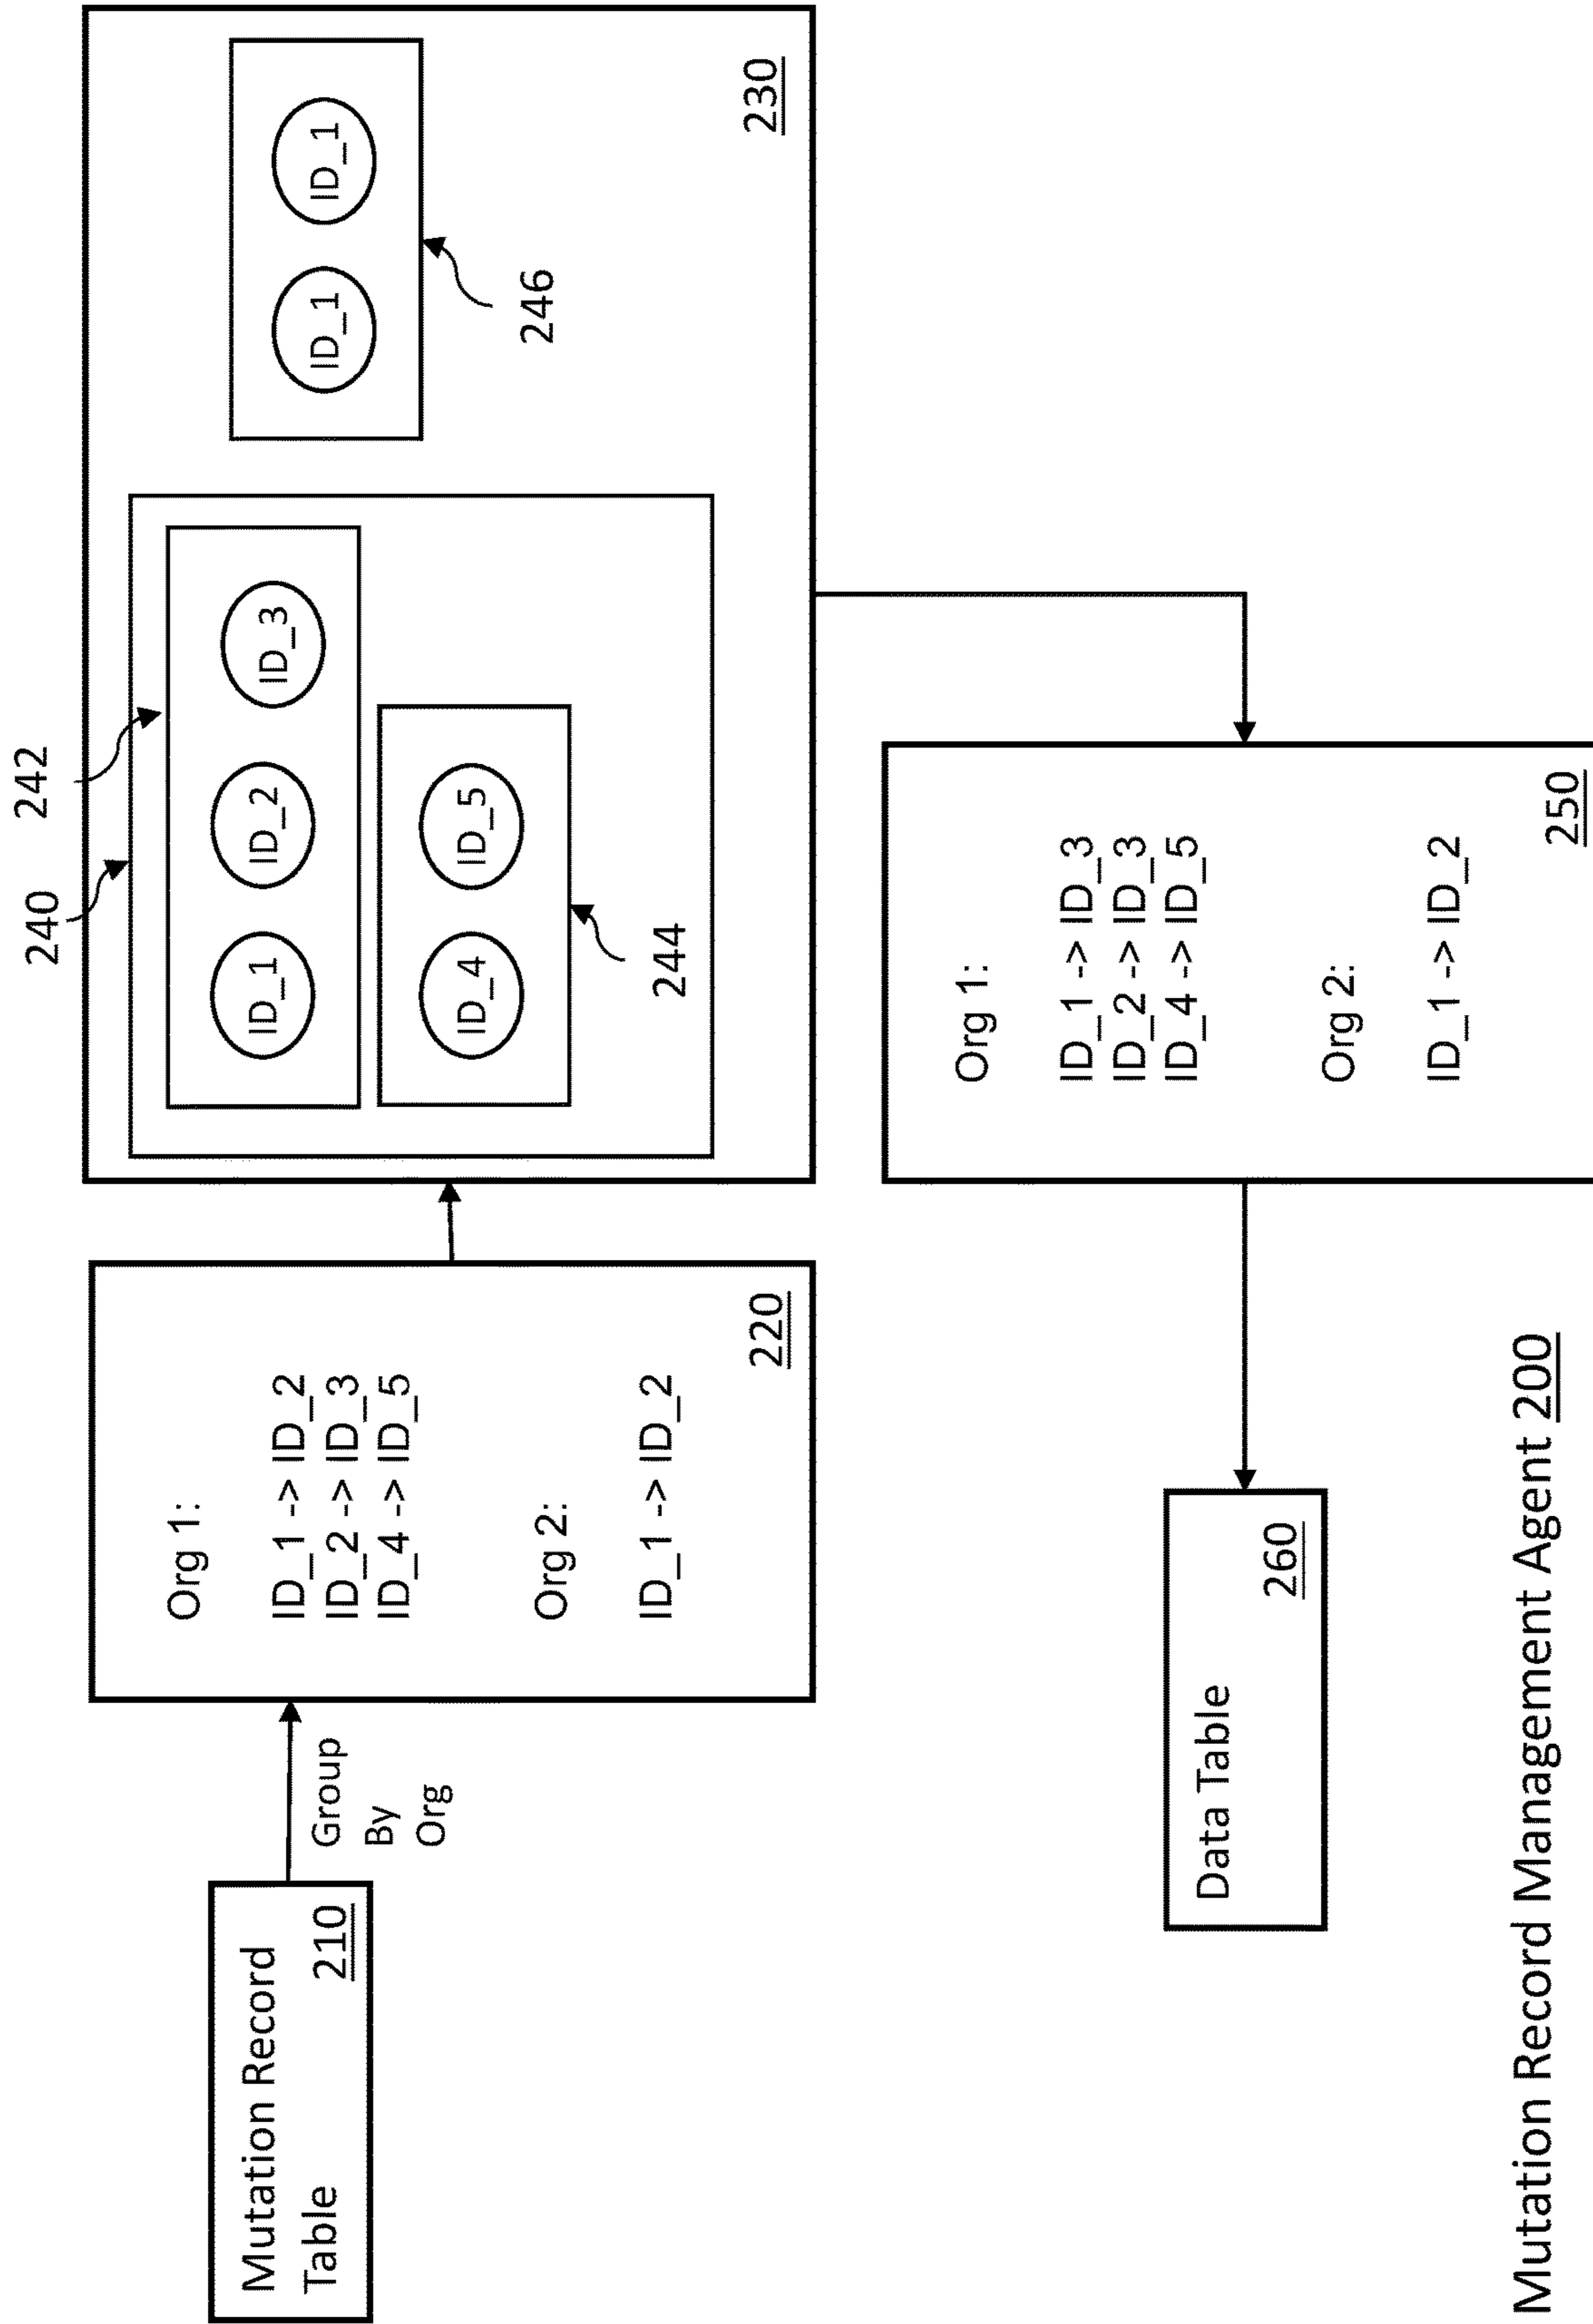 Mutation Record
Table
210
Group
By
Org
Org 1:
ID_1 -> ID_2
ID_2 -> ID_3
ID_4 -> ID_5
Org 2:
ID_1 -> ID_2
220
240
242
ID_1
ID_2
ID_3
ID_4
ID_5
244
ID_1
ID_1
246
230
Data Table
260
Org 1:
ID_1 -> ID_3
ID_2 -> ID_3
ID_4 -> ID_5
Org 2:
ID_1 -> ID_2
250
Mutation Record Management Agent 200